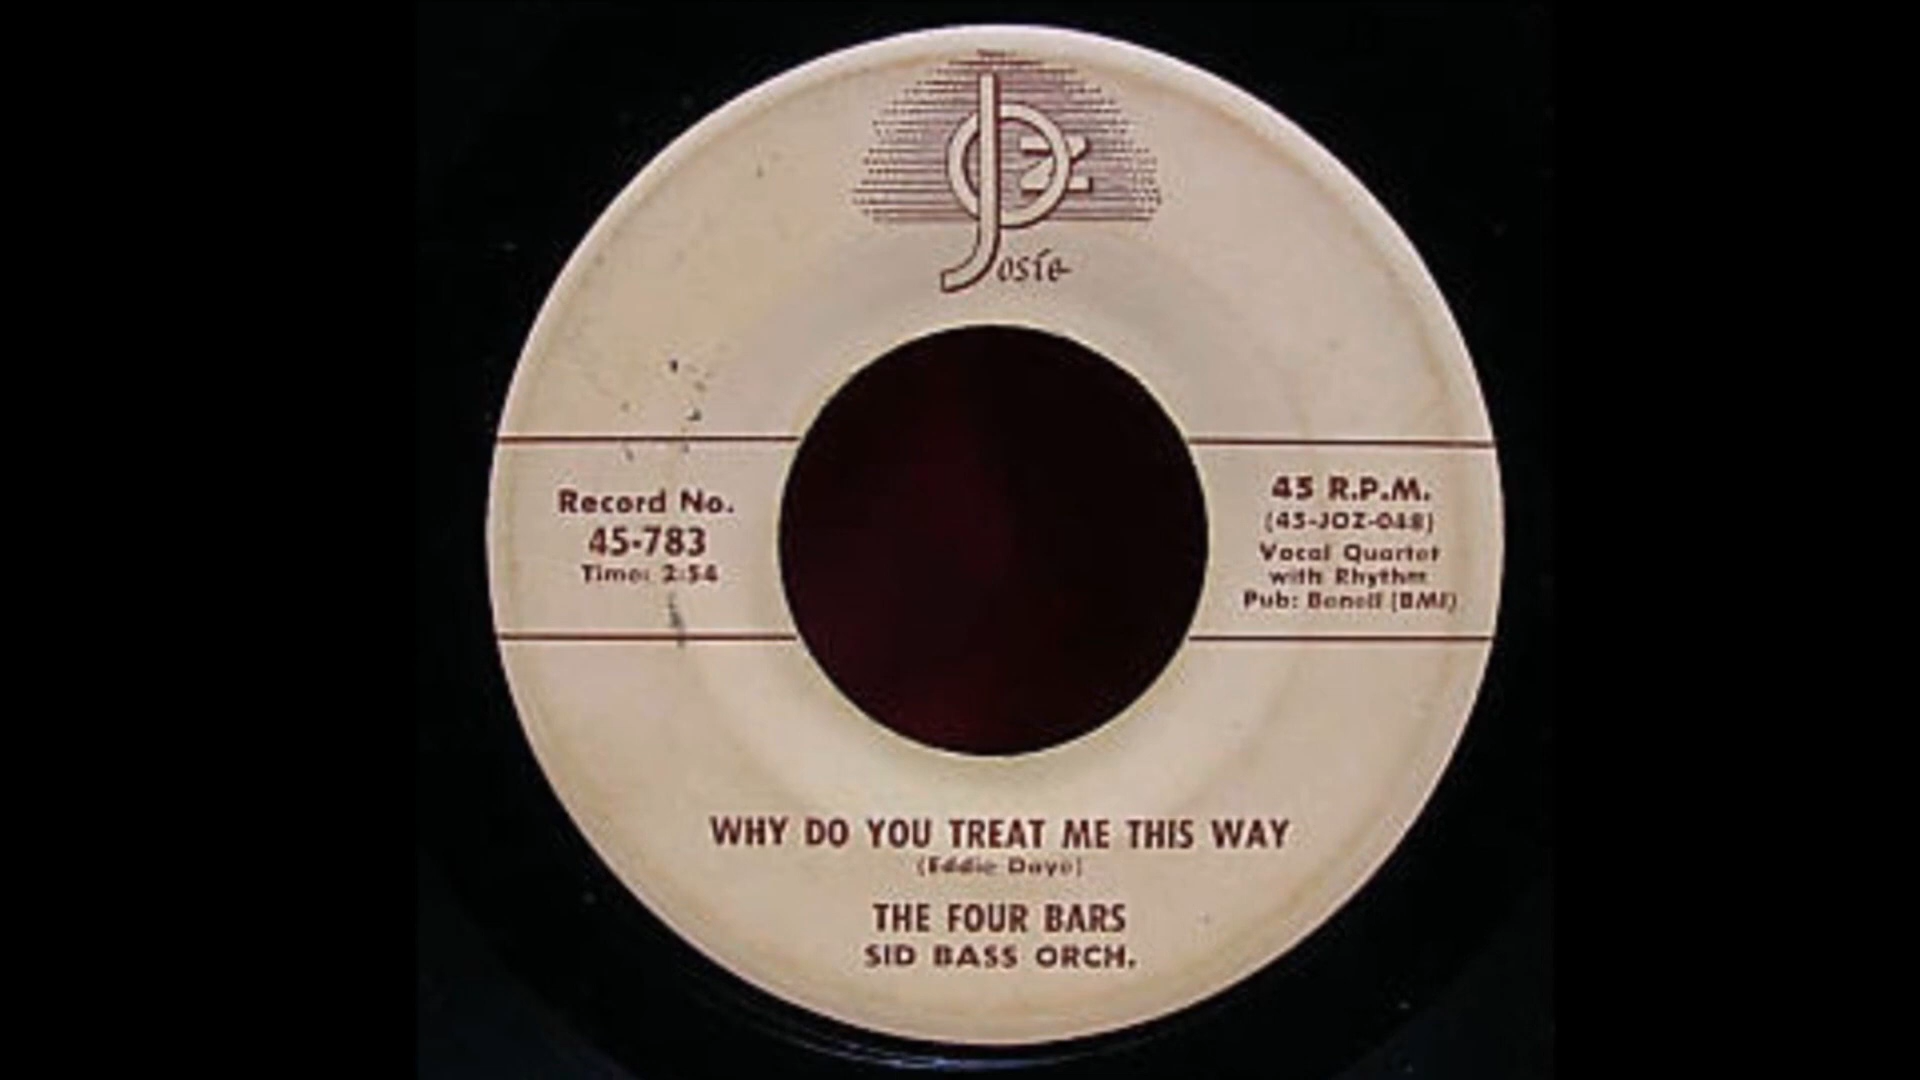 JOZ
Josie
Record No.
45-783
Time: 2:54
45 R.P.M.
(45-JOZ-048)
Vocal Quartet
with Rhythm
Pub: (BMI)
WHY DO YOU TREAT ME THIS WAY
(Eddie Daye)
THE FOUR BARS
SID BASS ORCH.